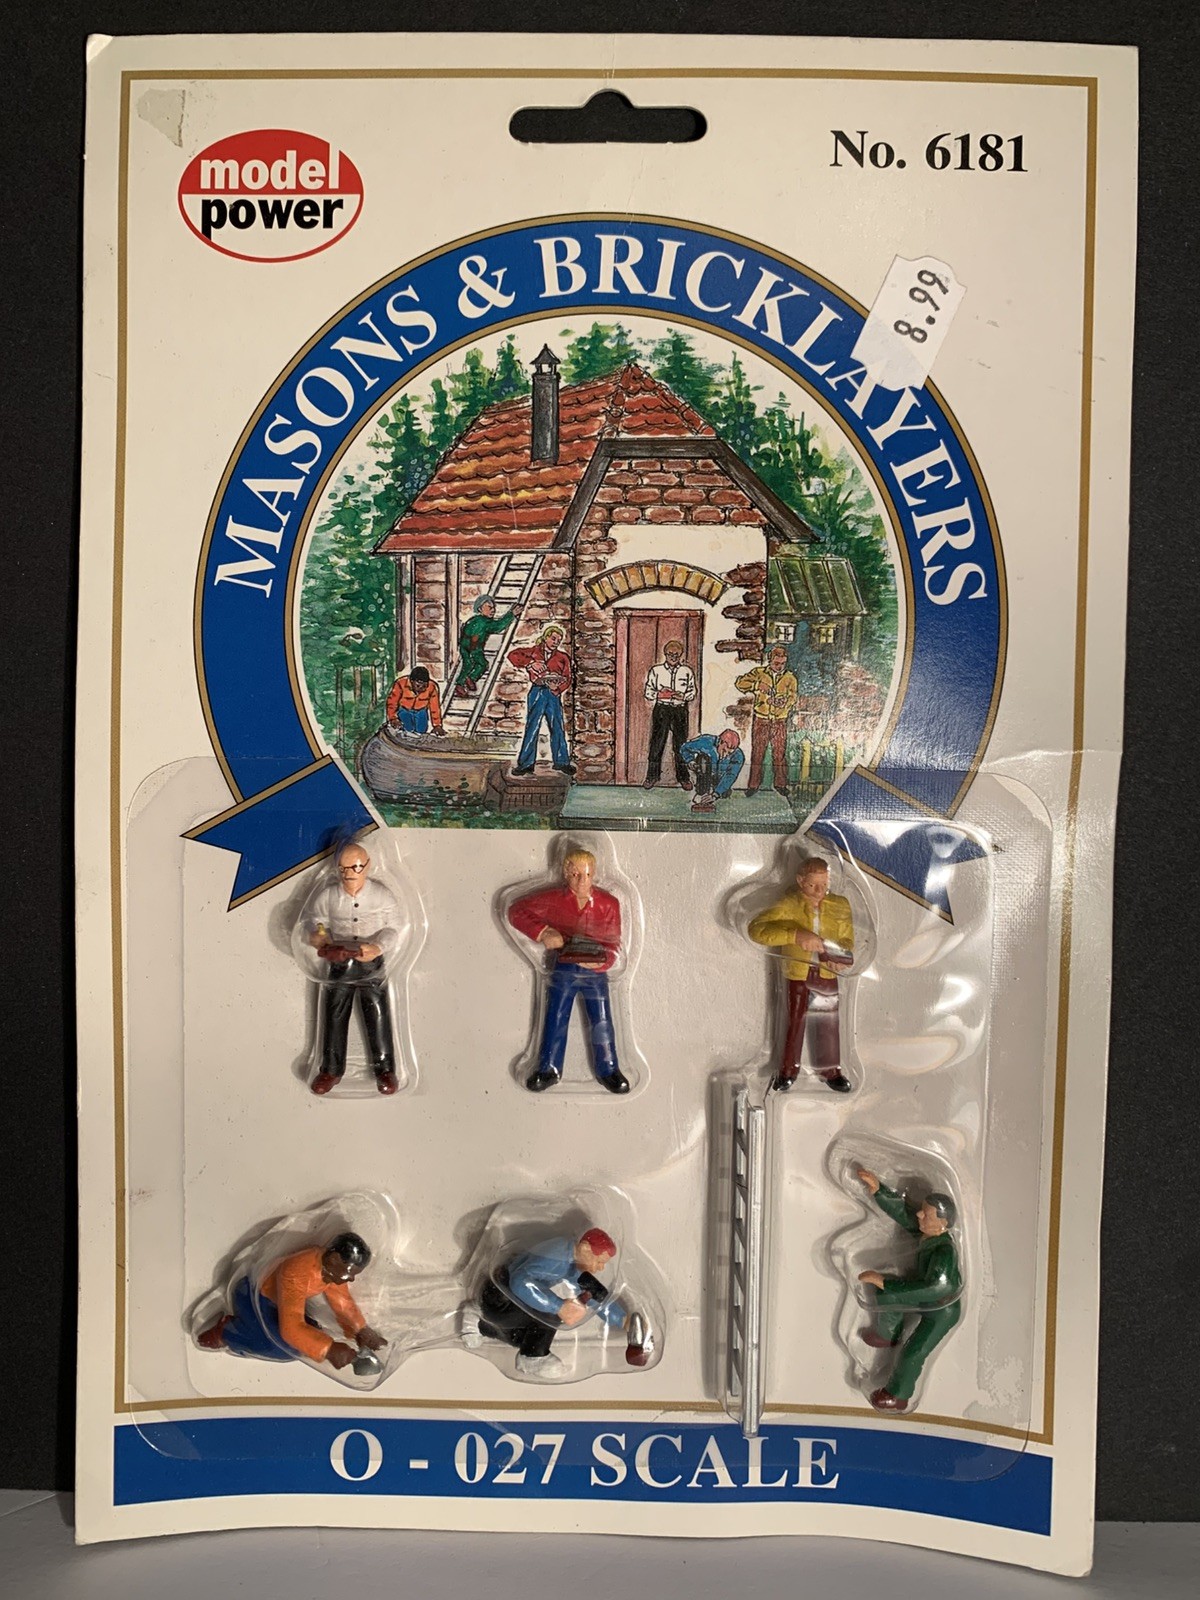 model
power
No. 6181
MASONS & BRICKLAYERS
8.99
O - 027 SCALE